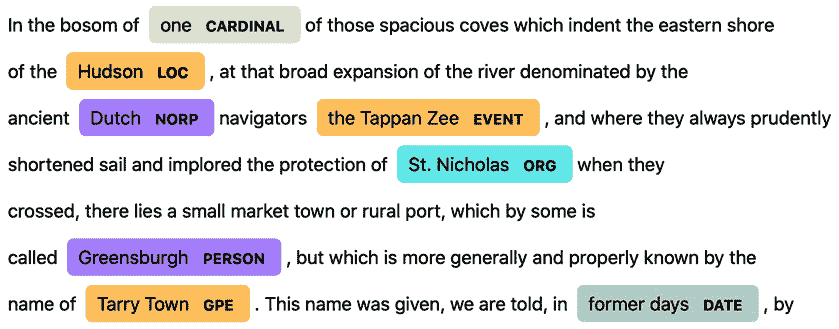 In the bosom of one CARDINAL of those spacious coves which indent the eastern shore
of the Hudson LOC , at that broad expansion of the river denominated by the
ancient Dutch NORP navigators the Tappan Zee EVENT , and where they always prudently
shortened sail and implored the protection of St. Nicholas ORG when they
crossed, there lies a small market town or rural port, which by some is
called Greensburgh PERSON , but which is more generally and properly known by the
name of Tarry Town GPE . This name was given, we are told, in former days DATE , by